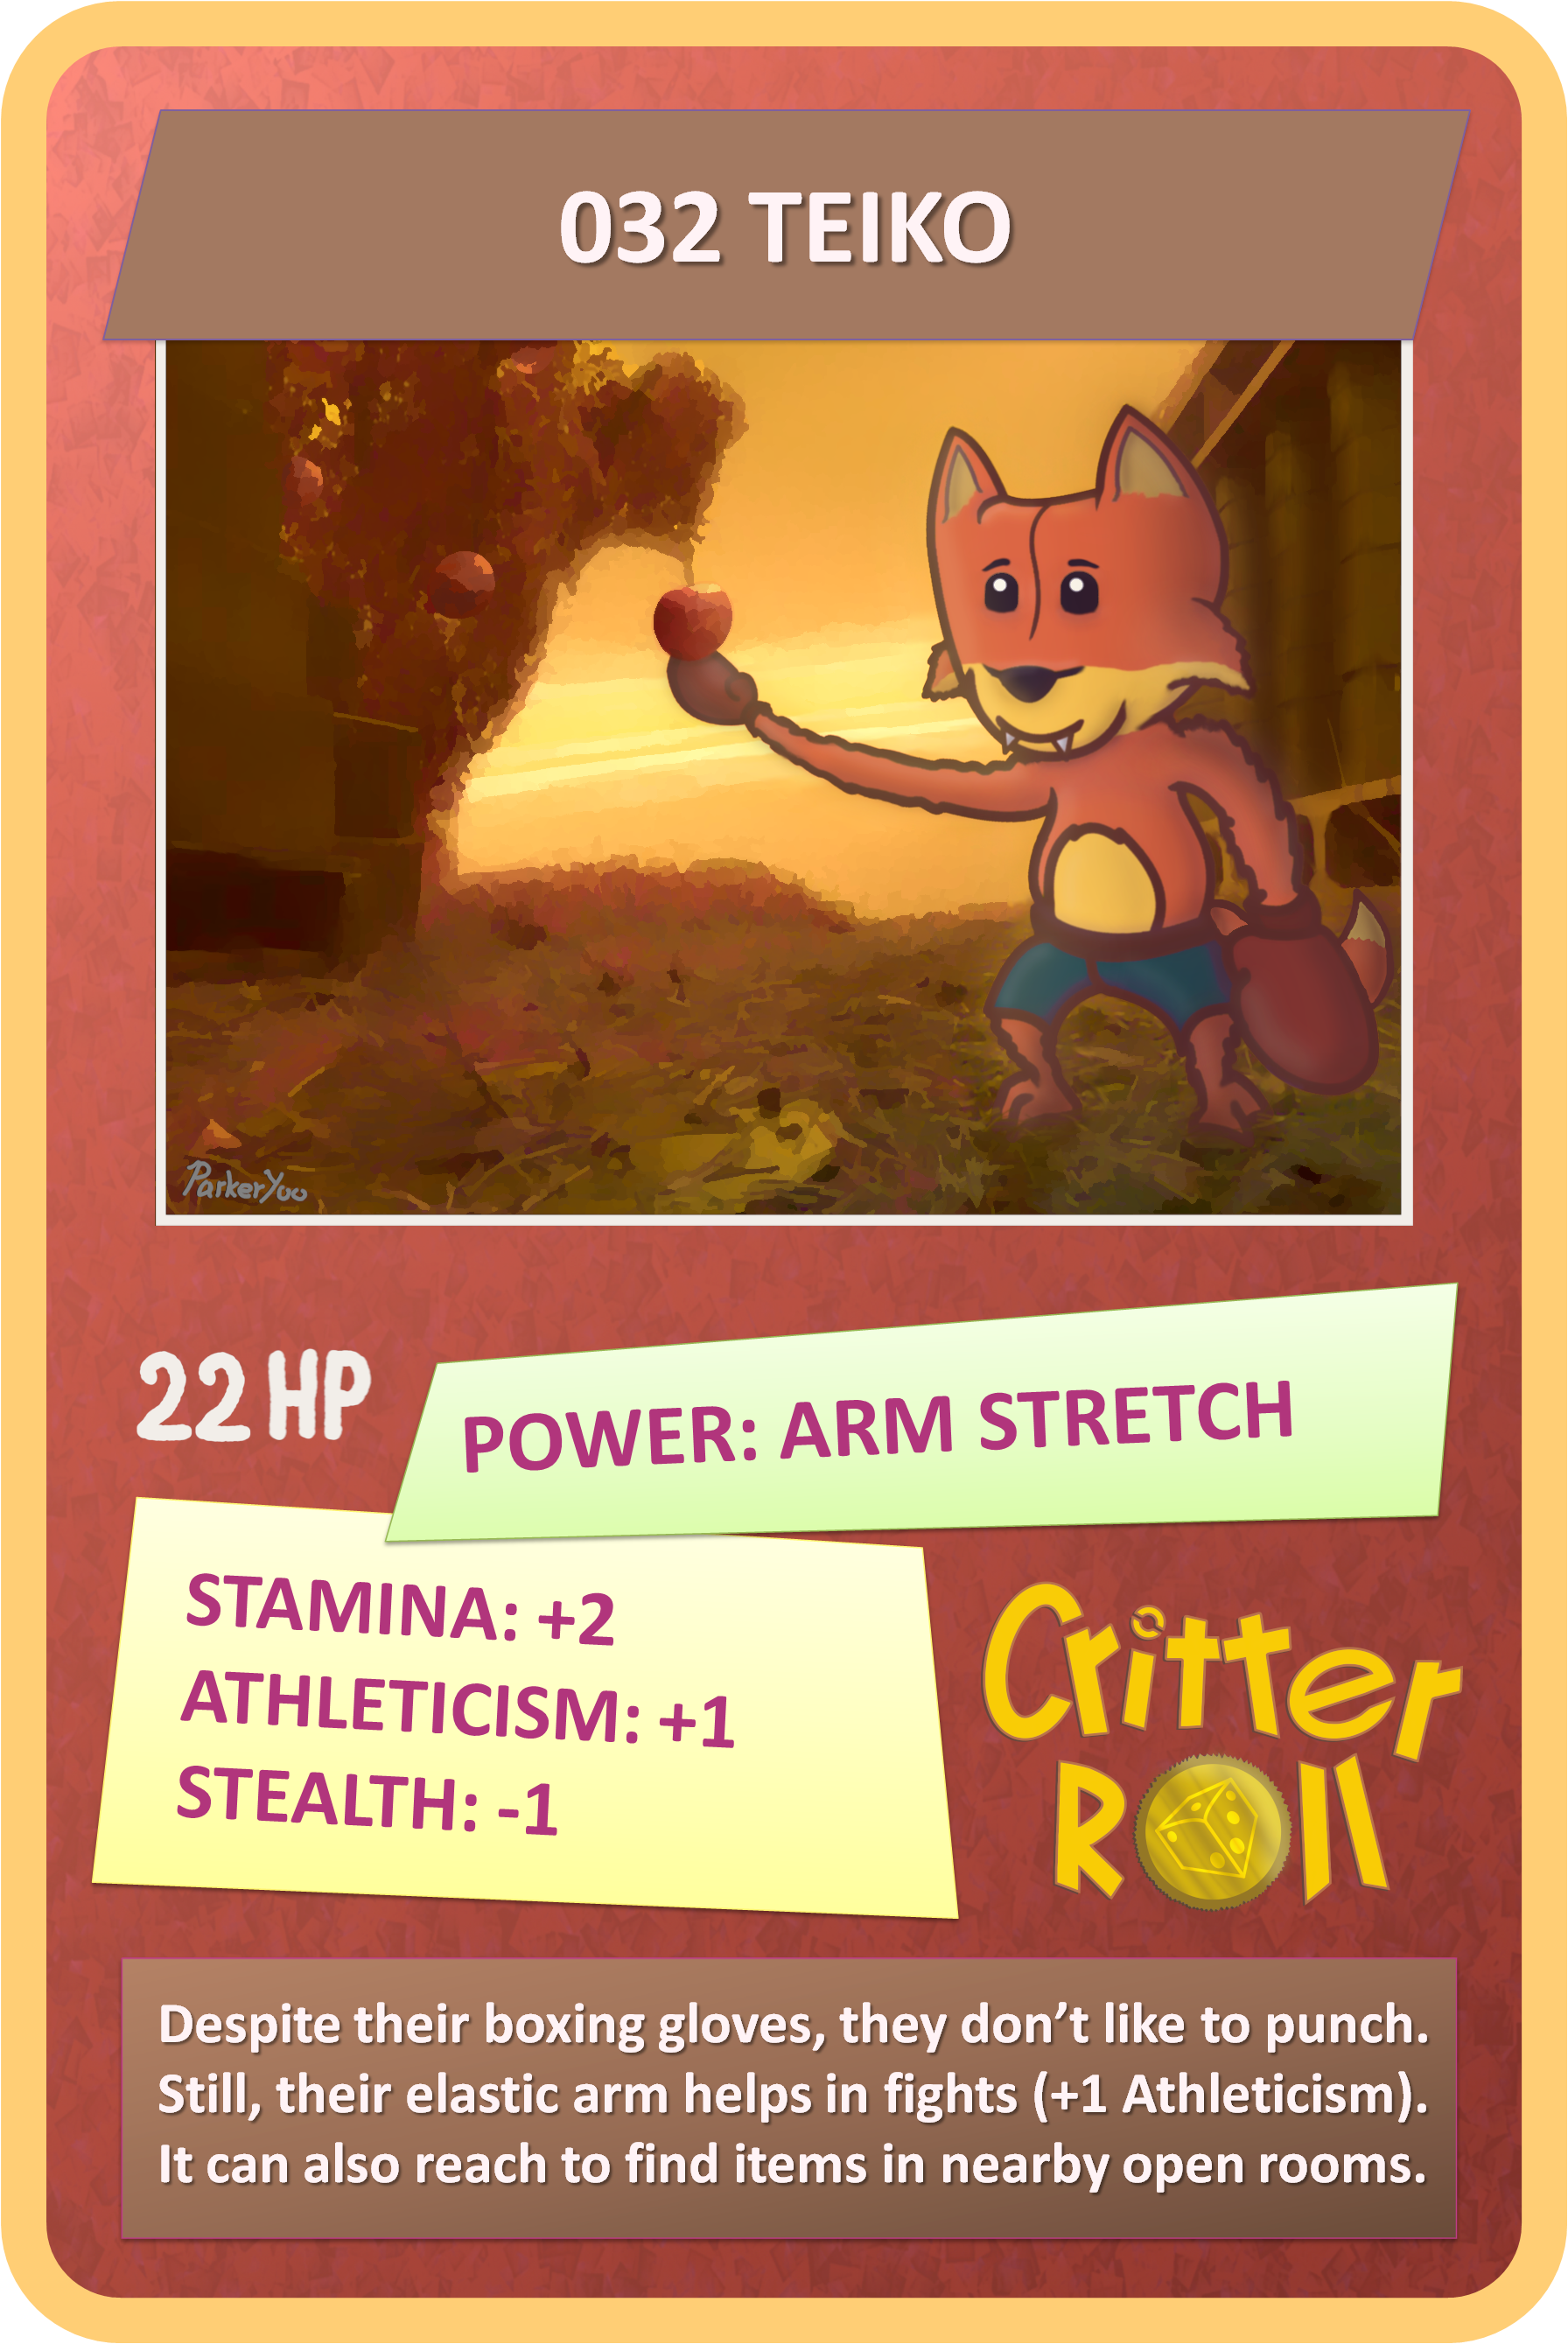 032 TEIKO
ParkerYoo
22 HP
POWER: ARM STRETCH
STAMINA: +2
ATHLETICISM: +1
STEALTH: -1
Critter
Roll
Despite their boxing gloves, they don’t like to punch.
Still, their elastic arm helps in fights (+1 Athleticism).
It can also reach to find items in nearby open rooms.